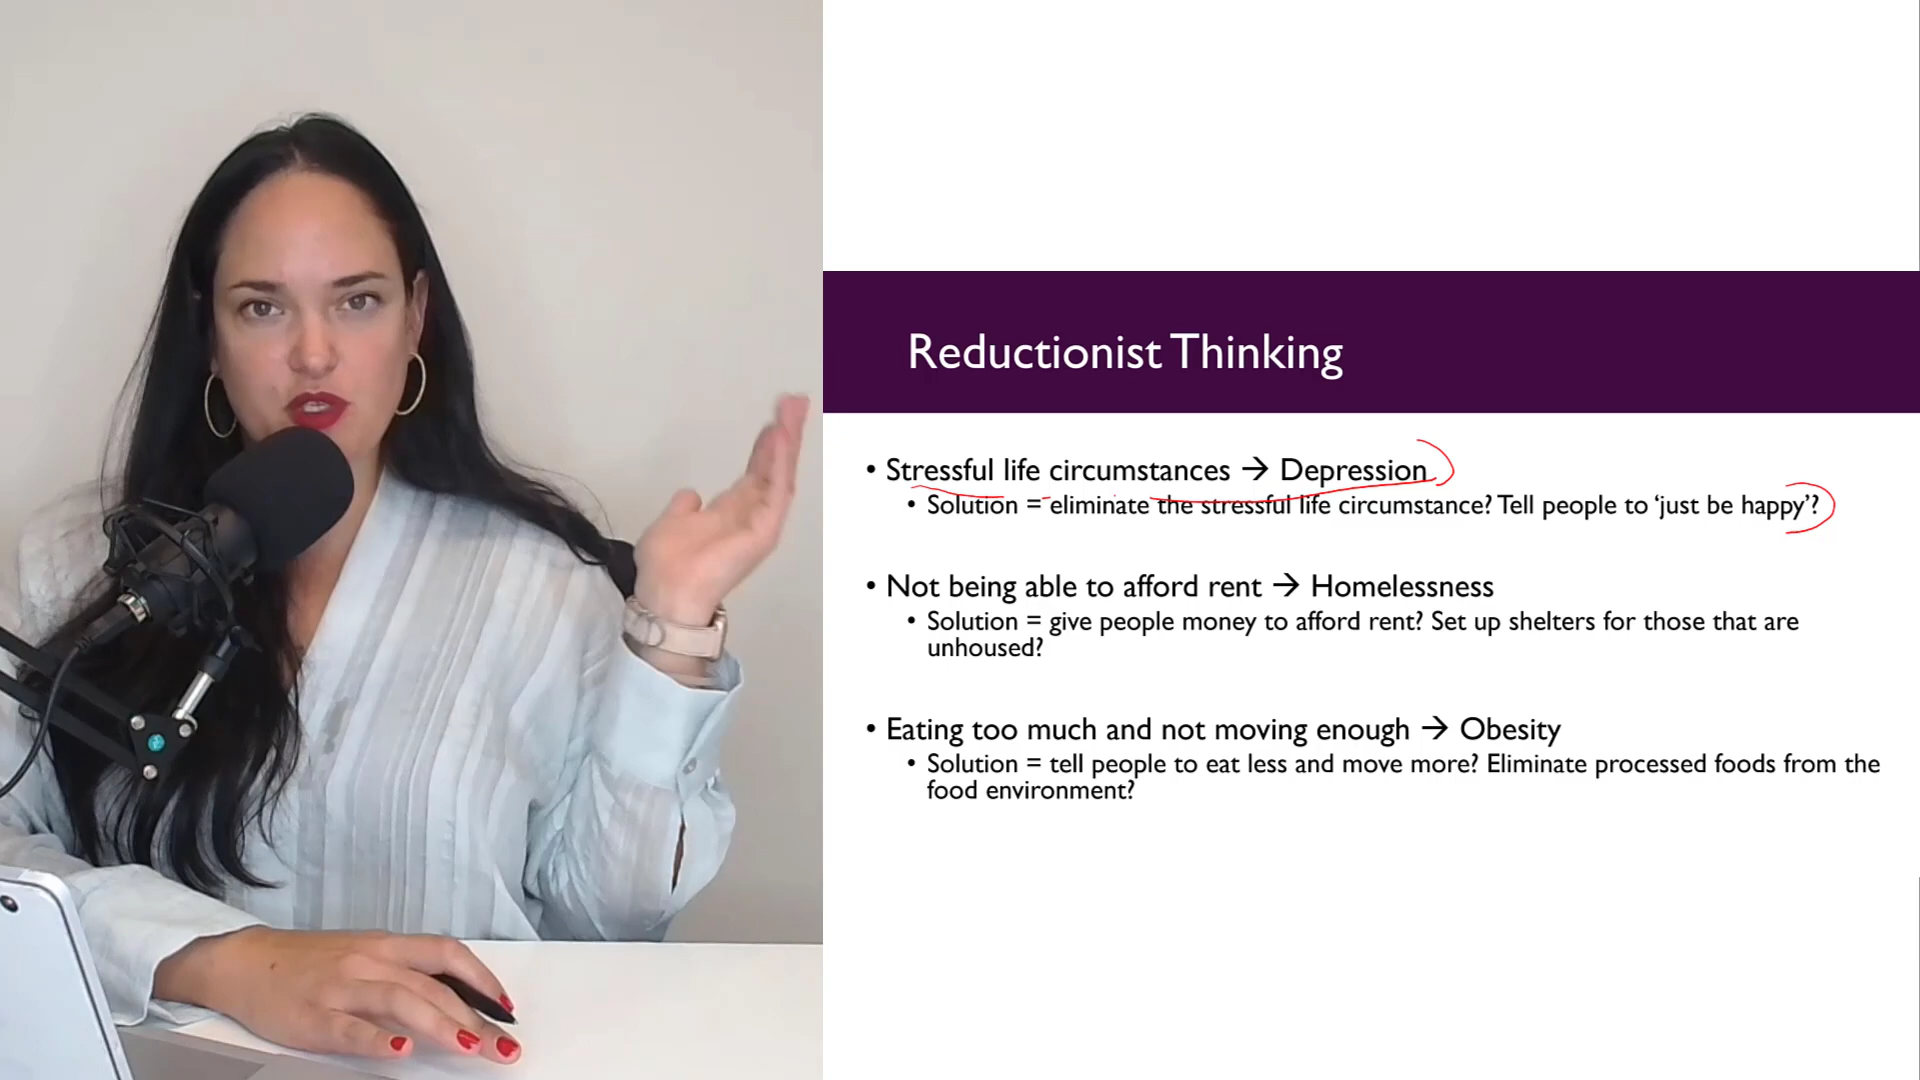 Reductionist Thinking
• Stressful life circumstances → Depression
• Solution = eliminate the stressful life circumstance? Tell people to ‘just be happy’?
• Not being able to afford rent → Homelessness
• Solution = give people money to afford rent? Set up shelters for those that are
unhoused?
• Eating too much and not moving enough → Obesity
• Solution = tell people to eat less and move more? Eliminate processed foods from the
food environment?